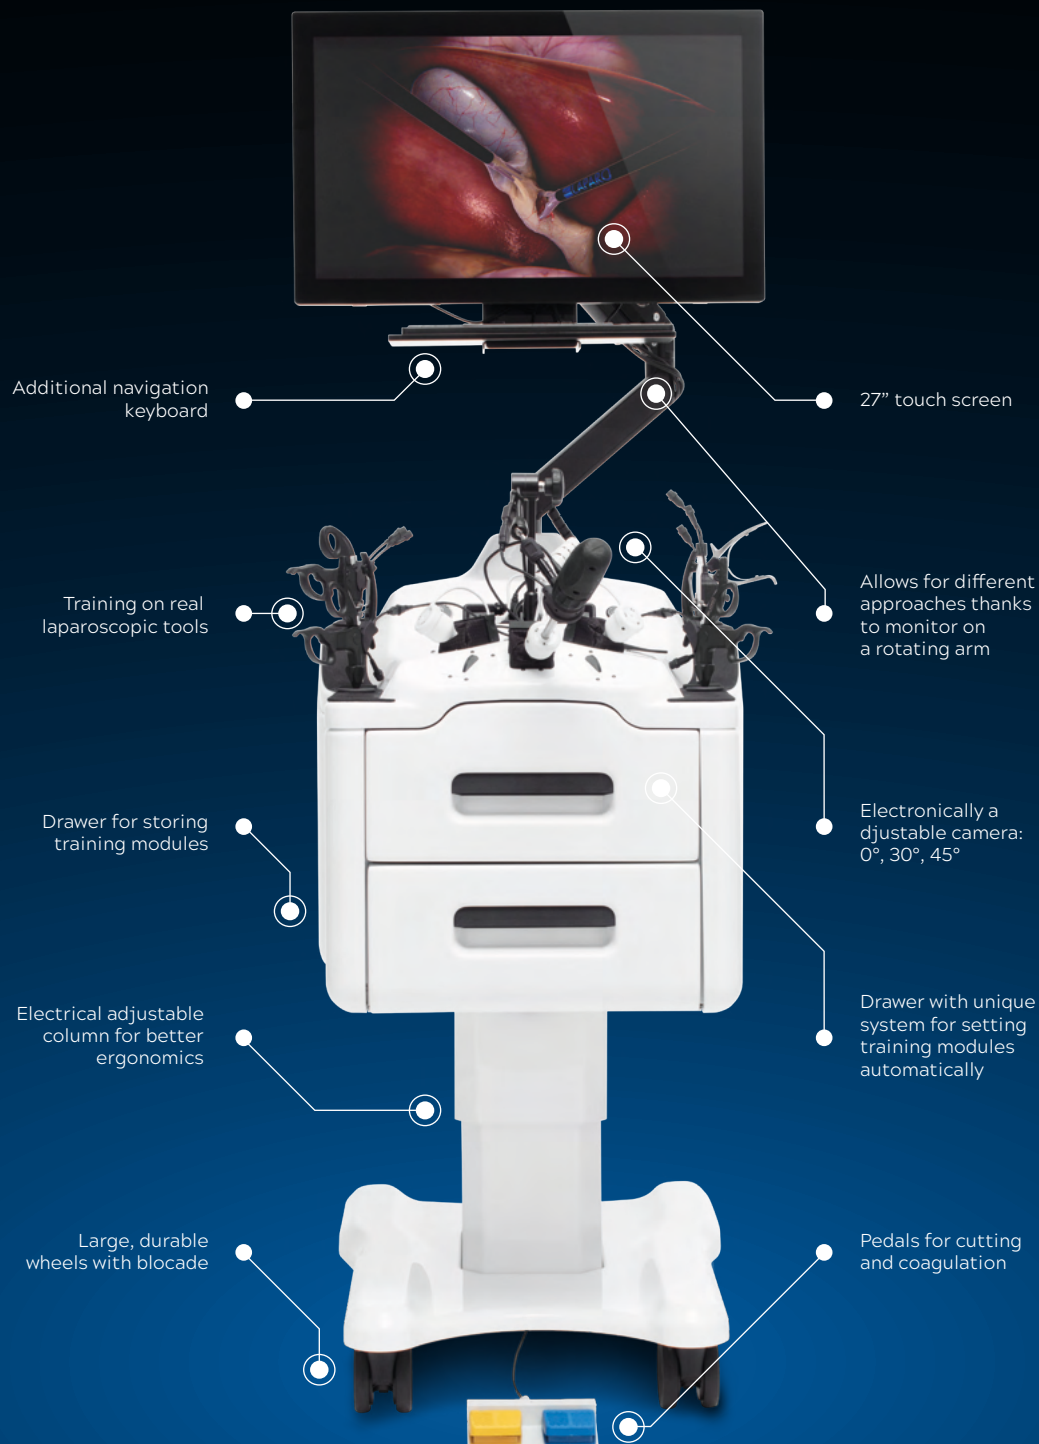 LAPARO
Additional navigation
keyboard
27” touch screen
Training on real
laparoscopic tools
Allows for different
approaches thanks
to monitor on
a rotating arm
Drawer for storing
training modules
Electronically a
djustable camera:
0°, 30°, 45°
Electrical adjustable
column for better
ergonomics
Drawer with unique
system for setting
training modules
automatically
Large, durable
wheels with blocade
Pedals for cutting
and coagulation